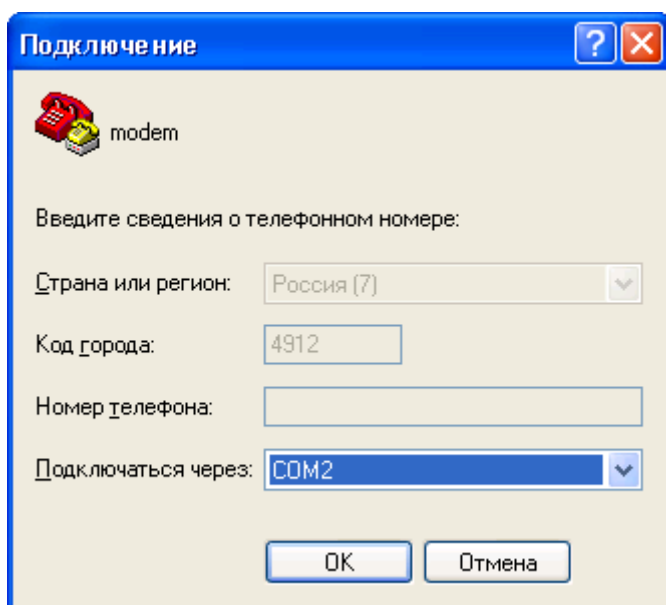 Подключение
modem
Введите сведения о телефонном номере:
Страна или регион: Россия (7)
Код города: 4912
Номер телефона:
Подключаться через: COM2
OK Отмена